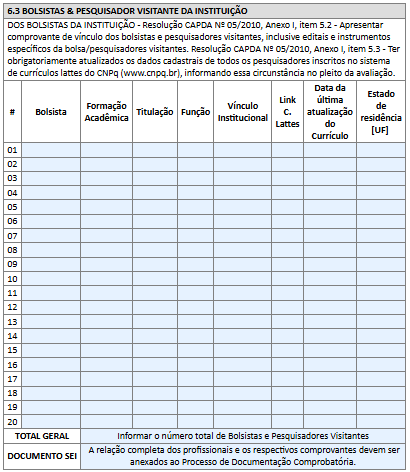 6.3 BOLSISTAS & PESQUISADOR VISITANTE DA INSTITUIÇÃO
DOS BOLSISTAS DA INSTITUIÇÃO - Resolução CAPDA Nº 05/2010, Anexo I, item 5.2 - Apresentar
comprovante de vínculo dos bolsistas e pesquisadores visitantes, inclusive editais e instrumentos
específicos da bolsa/pesquisadores visitantes. Resolução CAPDA Nº 05/2010, Anexo I, item 5.3 - Ter
obrigatoriamente atualizados os dados cadastrais de todos os pesquisadores inscritos no sistema
de currículos lattes do CNPq (www.cnpq.br), informando essa circunstância no pleito da avaliação.
# Bolsista Formação Acadêmica Titulação Função Vínculo Institucional Link C. Lattes Data da última atualização do Currículo Estado de residência [UF]
01
02
03
04
05
06
07
08
09
10
11
12
13
14
15
16
17
18
19
20
TOTAL GERAL Informar o número total de Bolsistas e Pesquisadores Visitantes
DOCUMENTO SEI A relação completa dos profissionais e os respectivos comprovantes devem ser
anexados ao Processo de Documentação Comprobatória.